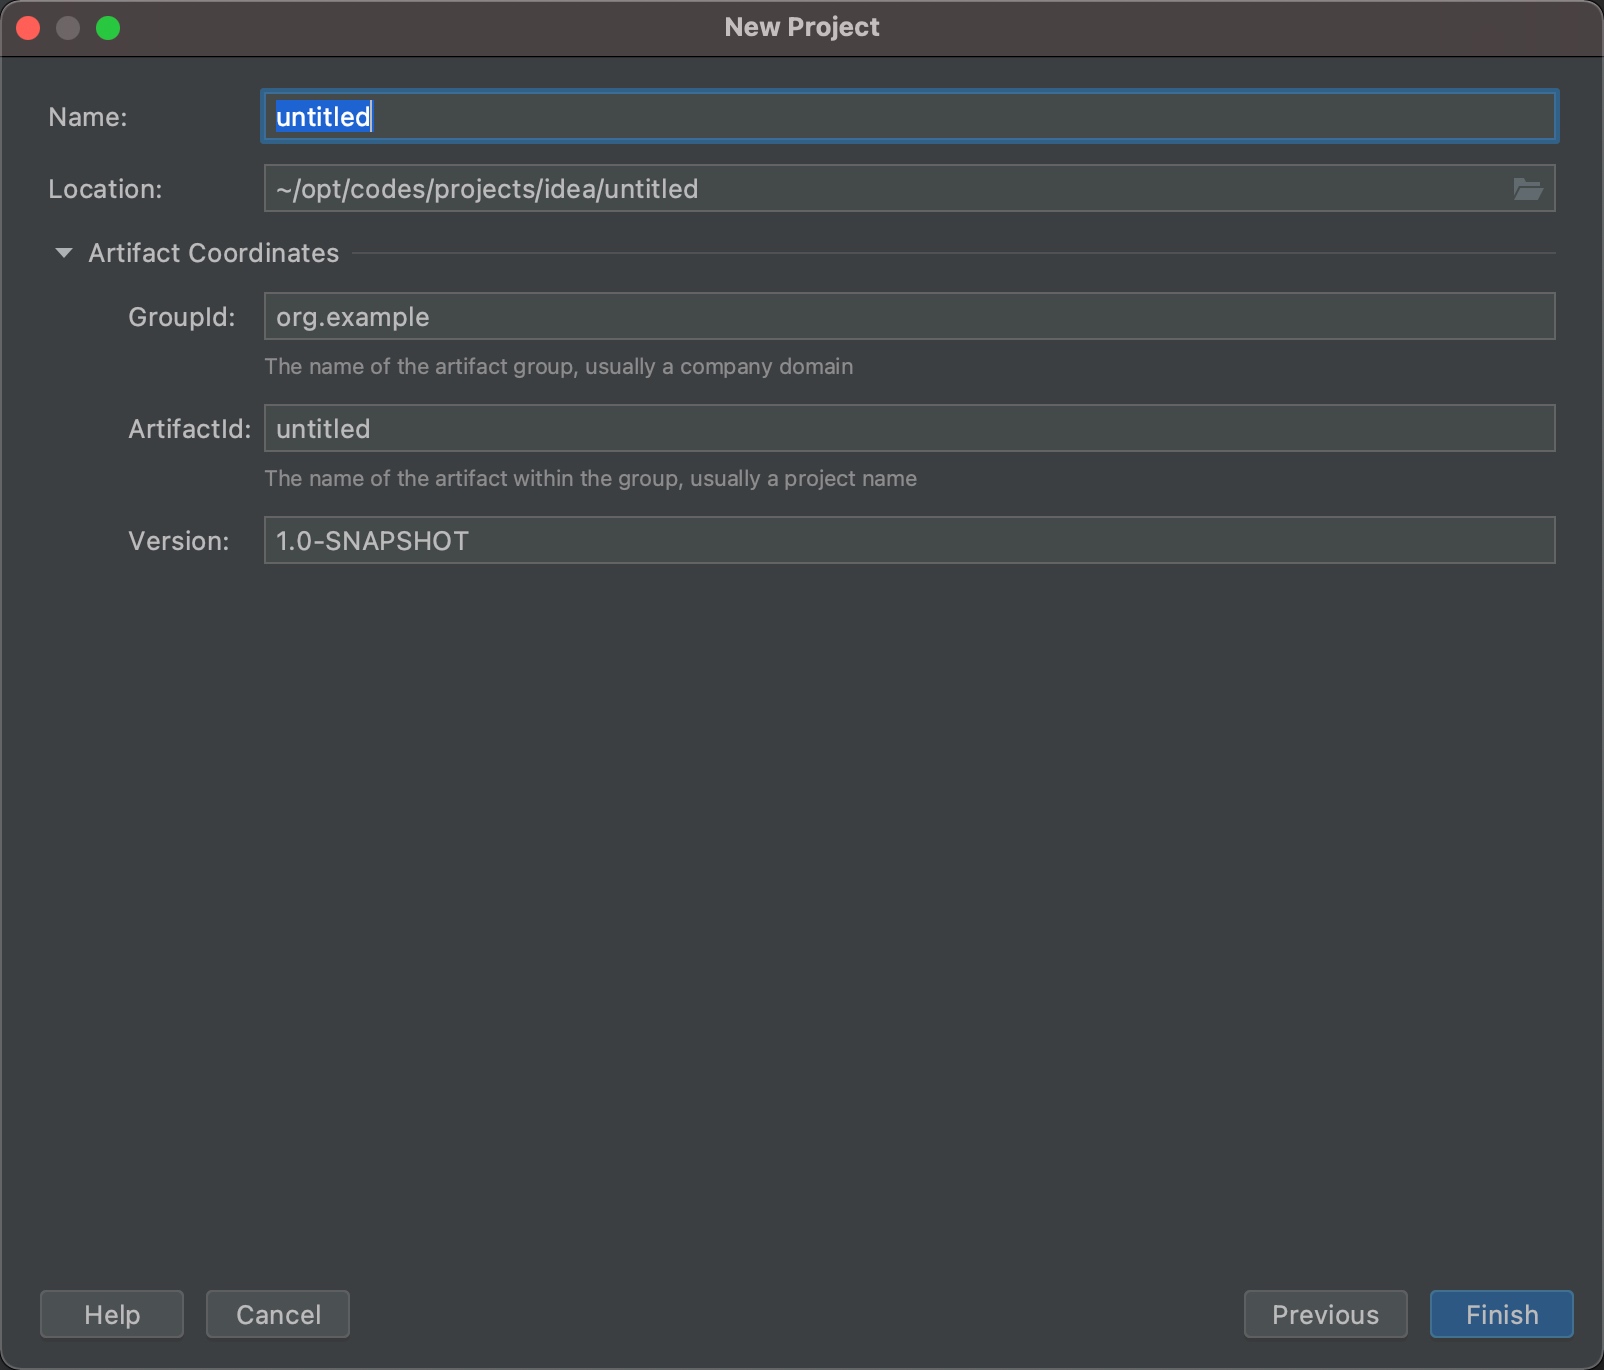 New Project
Name: untitled
Location: ~/opt/codes/projects/idea/untitled
Artifact Coordinates
GroupId: org.example
The name of the artifact group, usually a company domain
ArtifactId: untitled
The name of the artifact within the group, usually a project name
Version: 1.0-SNAPSHOT
Help Cancel Previous Finish